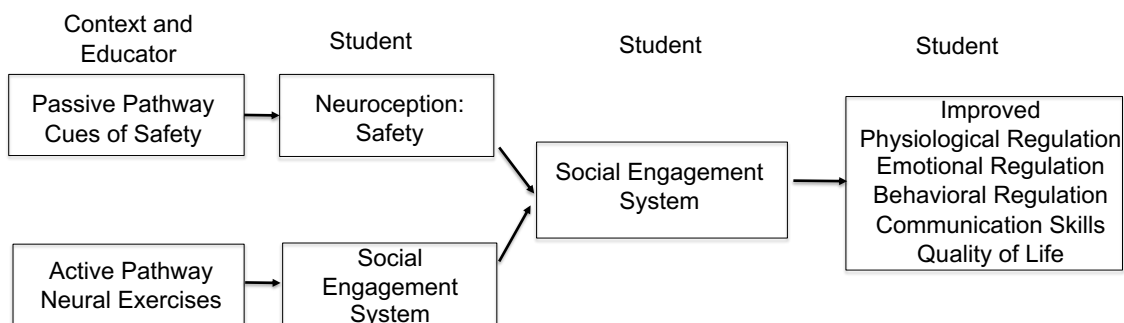 Context and
Educator
Student
Student
Student
Passive Pathway
Cues of Safety
Neuroception:
Safety
Social Engagement
System
Improved
Physiological Regulation
Emotional Regulation
Behavioral Regulation
Communication Skills
Quality of Life
Active Pathway
Neural Exercises
Social
Engagement
System